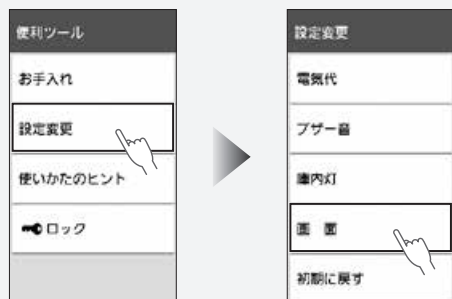 便利ツール
お手入れ
設定変更
使いかたのヒント
ロック
設定変更
電気代
ブザー音
庫内灯
画 面
初期に戻す